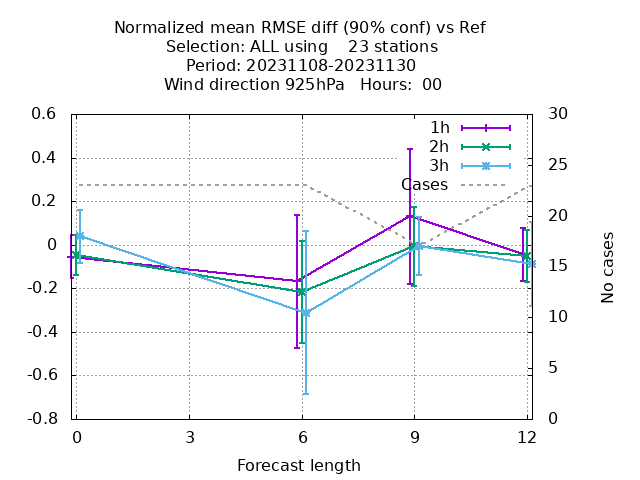 Normalized mean RMSE diff (90% conf) vs Ref
Selection: ALL using    23 stations
Period: 20231108-20231130
Wind direction 925hPa   Hours:  00
1h
2h
3h
Cases
0.6
0.4
0.2
0
-0.2
-0.4
-0.6
-0.8
30
25
20
15
10
5
0
No cases
0 3 6 9 12
Forecast length